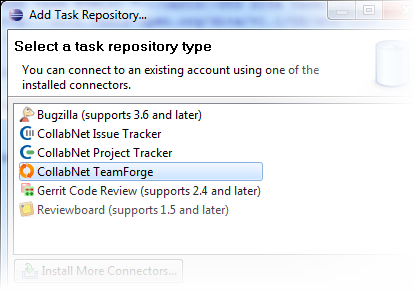 Add Task Repository...
Select a task repository type
You can connect to an existing account using one of the
installed connectors.
Bugzilla (supports 3.6 and later)
CollabNet Issue Tracker
CollabNet Project Tracker
CollabNet TeamForge
Gerrit Code Review (supports 2.4 and later)
Reviewboard (supports 1.5 and later)
Install More Connectors...